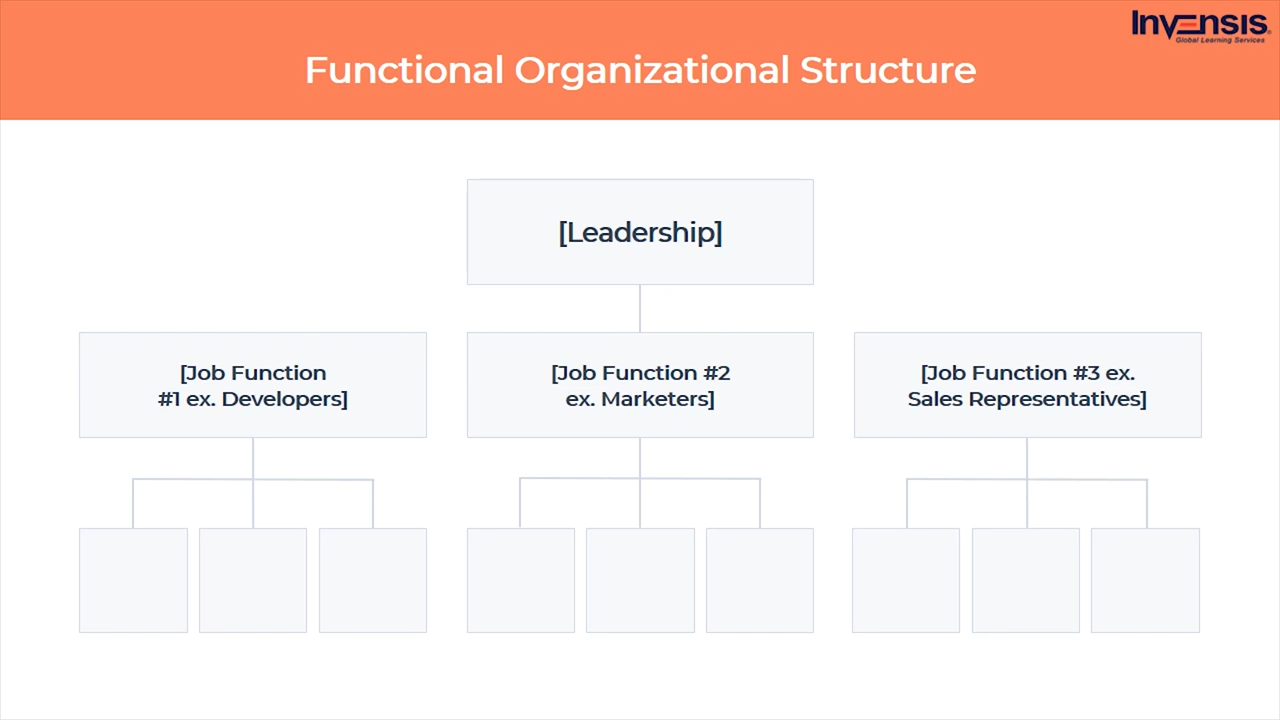 Invensis
Global Learning Services
Functional Organizational Structure
[Leadership]
[Job Function
#1 ex. Developers]
[Job Function #2
ex. Marketers]
[Job Function #3 ex.
Sales Representatives]